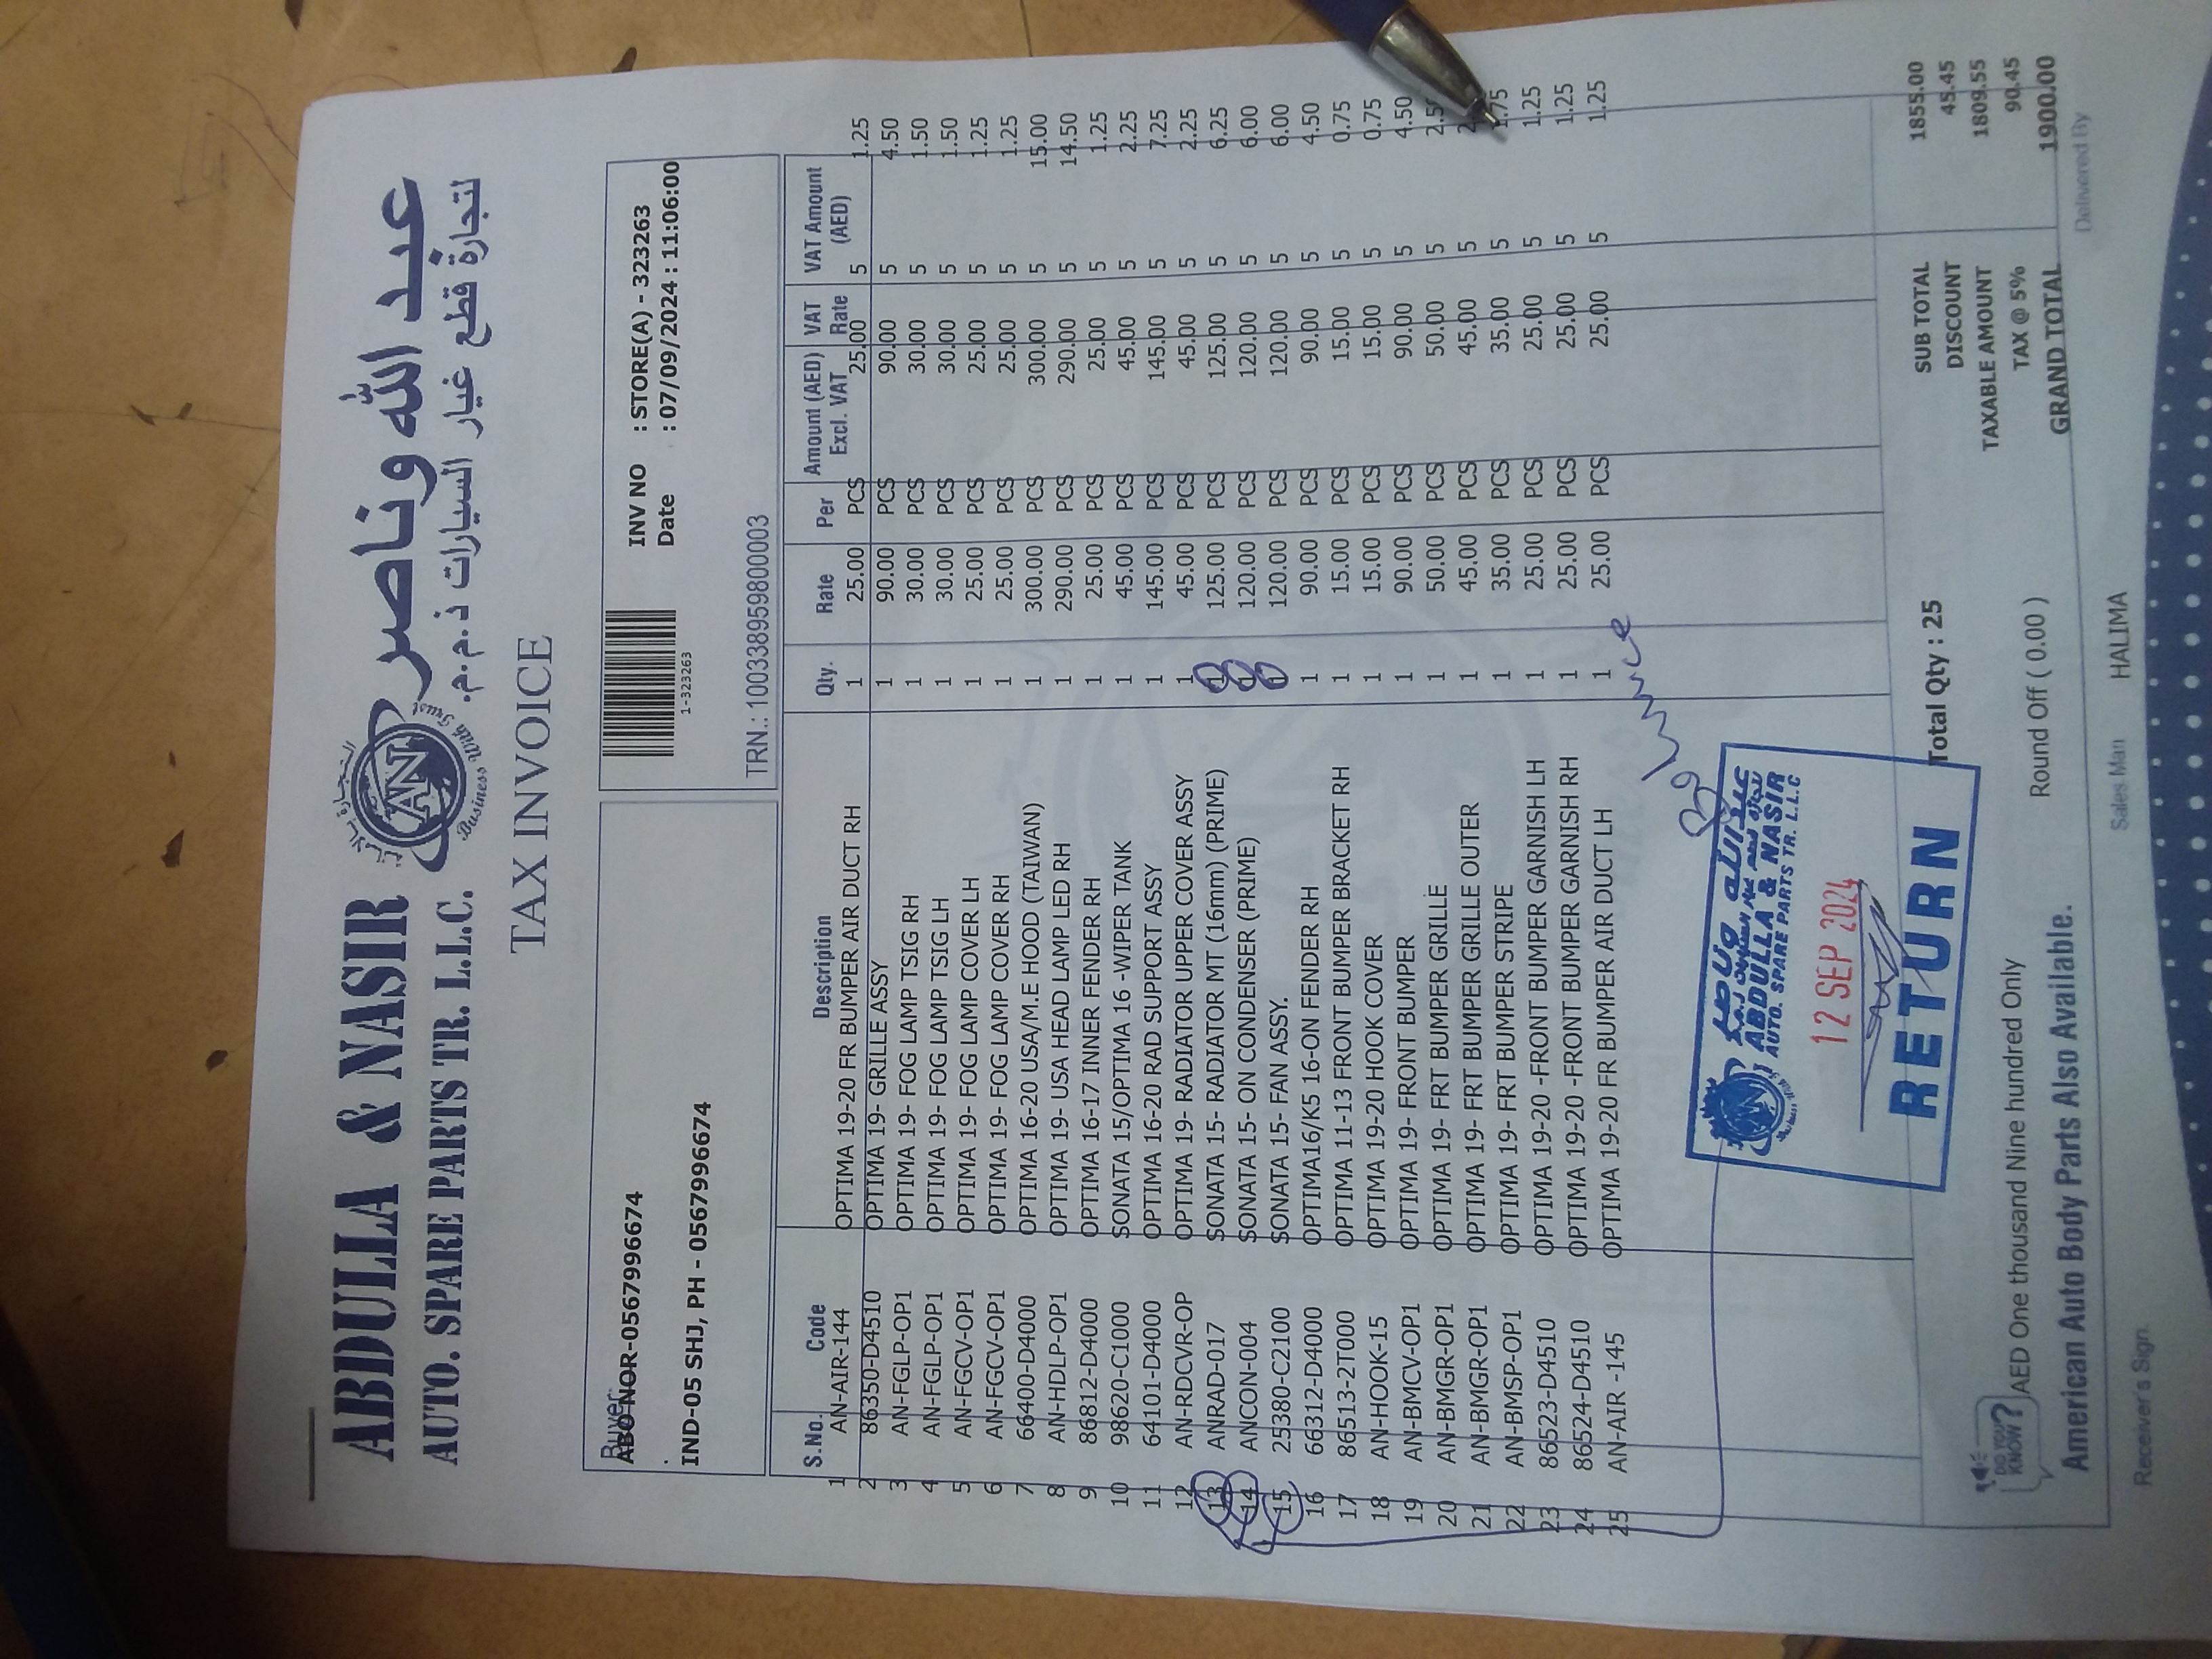 ABDULLA & NASIR
AUTO. SPARE PARTS TR. L.L.C.
عبد الله وناصر
لتجارة قطع غيار السيارات ذ.م.م.
AN
Business With Trust
TAX INVOICE
Buyer:
ABO NOR-0567996674
IND-05 SHJ, PH - 0567996674
1-323263
INV NO : STORE(A) - 323263
Date : 07/09/2024 : 11:06:00
TRN.: 100338959800003
S.No. Code Description Qty. Rate Per Amount (AED) Excl. VAT VAT Rate VAT Amount (AED)
1 AN-AIR-144 OPTIMA 19-20 FR BUMPER AIR DUCT RH 1 25.00 PCS 25.00 5 1.25
2 86350-D4510 OPTIMA 19- GRILLE ASSY 1 90.00 PCS 90.00 5 4.50
3 AN-FGLP-OP1 OPTIMA 19- FOG LAMP TSIG RH 1 30.00 PCS 30.00 5 1.50
4 AN-FGLP-OP1 OPTIMA 19- FOG LAMP TSIG LH 1 30.00 PCS 30.00 5 1.50
5 AN-FGCV-OP1 OPTIMA 19- FOG LAMP COVER LH 1 25.00 PCS 25.00 5 1.25
6 AN-FGCV-OP1 OPTIMA 19- FOG LAMP COVER RH 1 25.00 PCS 25.00 5 1.25
7 66400-D4000 OPTIMA 16-20 USA/M.E HOOD (TAIWAN) 1 300.00 PCS 300.00 5 15.00
8 AN-HDLP-OP1 OPTIMA 19- USA HEAD LAMP LED RH 1 290.00 PCS 290.00 5 14.50
9 86812-D4000 OPTIMA 16-17 INNER FENDER RH 1 25.00 PCS 25.00 5 1.25
10 98620-C1000 SONATA 15/OPTIMA 16 -WIPER TANK 1 45.00 PCS 45.00 5 2.25
11 64101-D4000 OPTIMA 16-20 RAD SUPPORT ASSY 1 145.00 PCS 145.00 5 7.25
12 AN-RDCVR-OP OPTIMA 19- RADIATOR UPPER COVER ASSY 1 45.00 PCS 45.00 5 2.25
13 ANRAD-017 SONATA 15- RADIATOR MT (16mm) (PRIME) 1 125.00 PCS 125.00 5 6.25
14 ANCON-004 SONATA 15- ON CONDENSER (PRIME) 120.00 PCS 120.00 5 6.00
15 25380-C2100 SONATA 15- FAN ASSY. 120.00 PCS 120.00 5 6.00
16 66312-D4000 OPTIMA16/K5 16-ON FENDER RH 1 90.00 PCS 90.00 5 4.50
17 86513-2T000 OPTIMA 11-13 FRONT BUMPER BRACKET RH 1 15.00 PCS 15.00 5 0.75
18 AN-HOOK-15 OPTIMA 19-20 HOOK COVER 1 15.00 PCS 15.00 5 0.75
19 AN-BMCV-OP1 OPTIMA 19- FRONT BUMPER 1 90.00 PCS 90.00 5 4.50
20 AN-BMGR-OP1 OPTIMA 19- FRT BUMPER GRILLE 1 50.00 PCS 50.00 5
21 AN-BMGR-OP1 OPTIMA 19- FRT BUMPER GRILLE OUTER 1 45.00 PCS 45.00 5
22 AN-BMSP-OP1 OPTIMA 19- FRT BUMPER STRIPE 1 35.00 PCS 35.00 5 1.75
23 86523-D4510 OPTIMA 19-20 -FRONT BUMPER GARNISH LH 1 25.00 PCS 25.00 5 1.25
24 86524-D4510 OPTIMA 19-20 -FRONT BUMPER GARNISH RH 1 25.00 PCS 25.00 5 1.25
25 AN-AIR -145 OPTIMA 19-20 FR BUMPER AIR DUCT LH 1 25.00 PCS 25.00 5 1.25
ABDULLA & NASIR
AUTO. SPARE PARTS TR. L.L.C
12 SEP 2024
RETURN
Total Qty : 25
SUB TOTAL 1855.00
DISCOUNT 45.45
TAXABLE AMOUNT 1809.55
TAX @ 5% 90.45
Round Off ( 0.00 )
GRAND TOTAL 1900.00
DO YOU KNOW?
AED One thousand Nine hundred Only
American Auto Body Parts Also Available.
Receiver's Sign.
Sales Man HALIMA
Delivered By